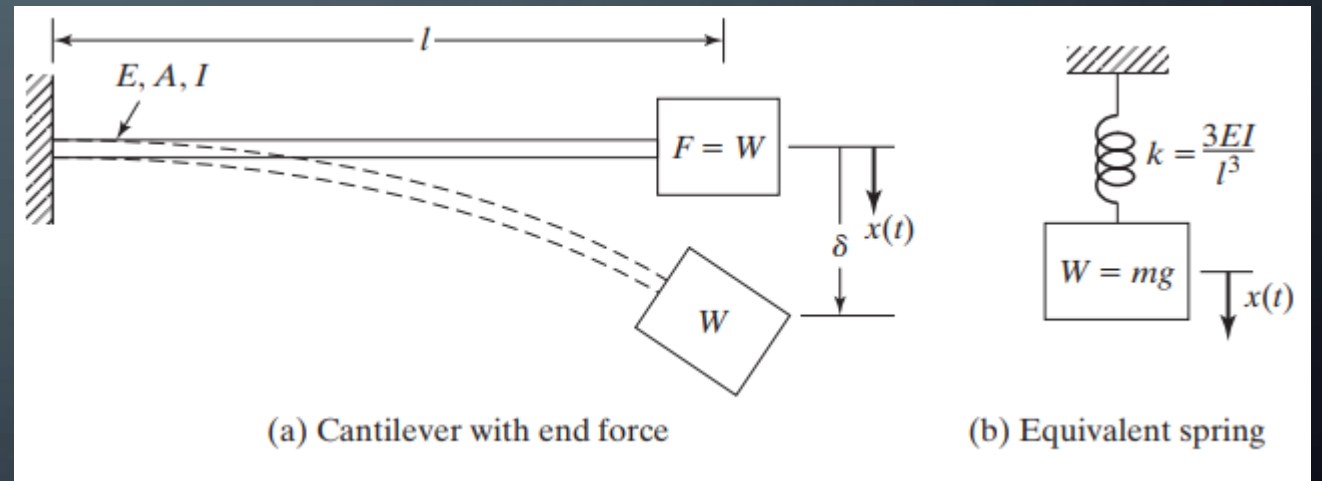 l
E, A, I
F = W
δ
x(t)
W
(a) Cantilever with end force
k = 3EI/l³
W = mg
x(t)
(b) Equivalent spring